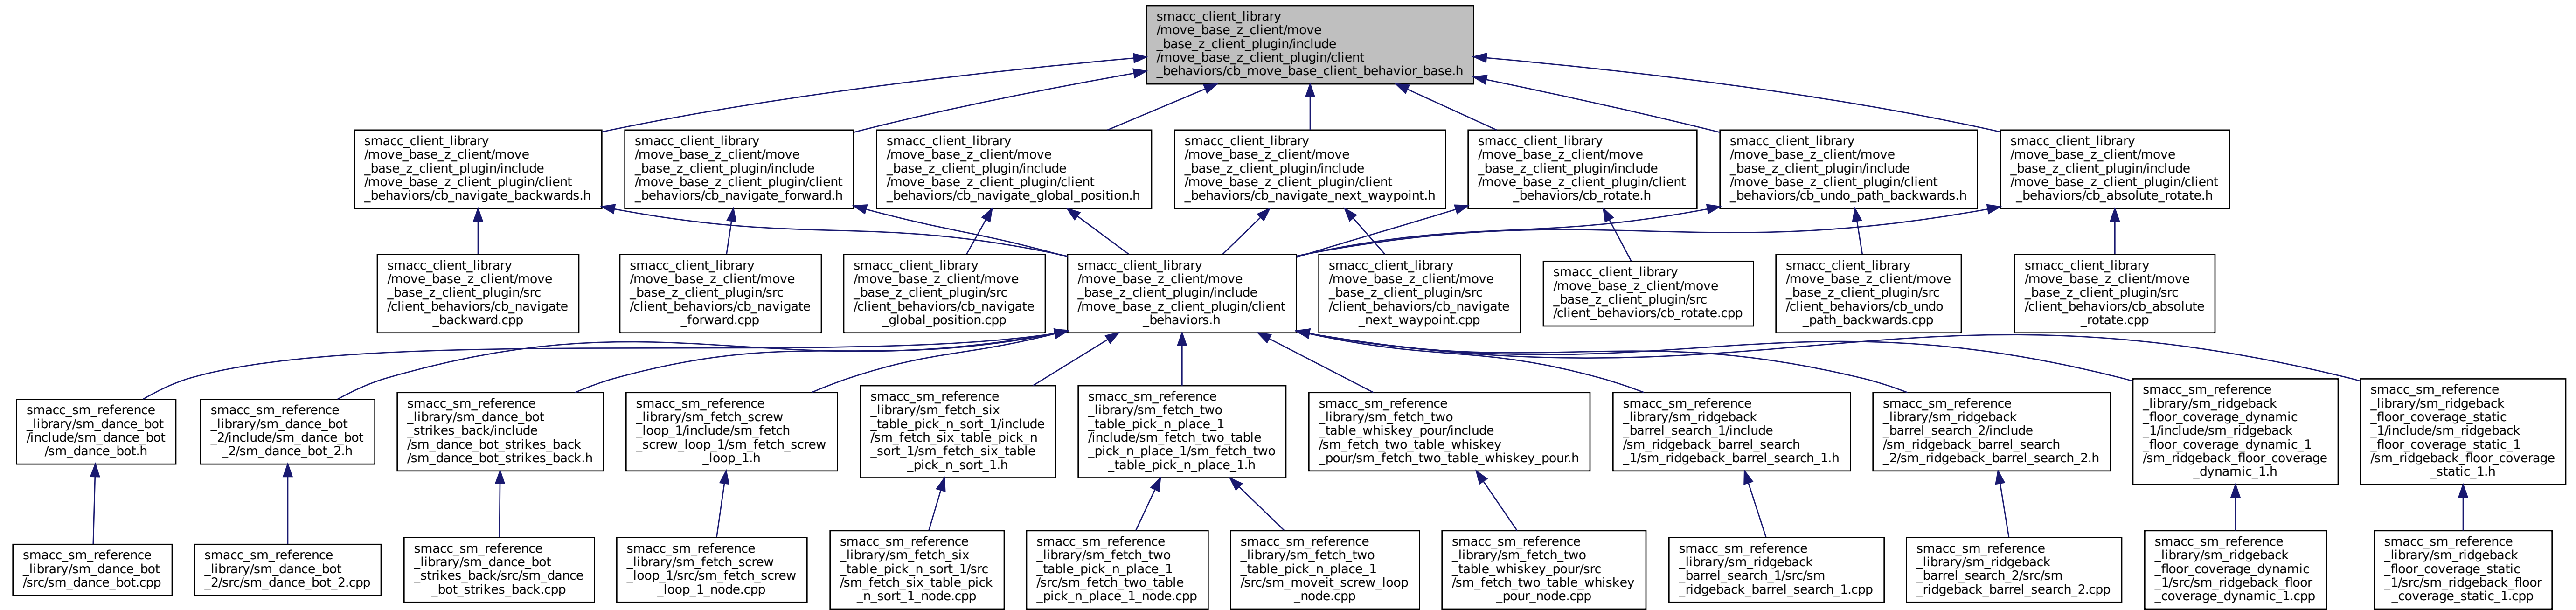 smacc_client_library
/move_base_z_client/move
_base_z_client_plugin/include
/move_base_z_client_plugin/client
_behaviors/cb_move_base_client_behavior_base.h
smacc_client_library
/move_base_z_client/move
_base_z_client_plugin/include
/move_base_z_client_plugin/client
_behaviors/cb_navigate_backwards.h
smacc_client_library
/move_base_z_client/move
_base_z_client_plugin/include
/move_base_z_client_plugin/client
_behaviors/cb_navigate_forward.h
smacc_client_library
/move_base_z_client/move
_base_z_client_plugin/include
/move_base_z_client_plugin/client
_behaviors/cb_navigate_global_position.h
smacc_client_library
/move_base_z_client/move
_base_z_client_plugin/include
/move_base_z_client_plugin/client
_behaviors/cb_navigate_next_waypoint.h
smacc_client_library
/move_base_z_client/move
_base_z_client_plugin/include
/move_base_z_client_plugin/client
_behaviors/cb_rotate.h
smacc_client_library
/move_base_z_client/move
_base_z_client_plugin/include
/move_base_z_client_plugin/client
_behaviors/cb_undo_path_backwards.h
smacc_client_library
/move_base_z_client/move
_base_z_client_plugin/include
/move_base_z_client_plugin/client
_behaviors/cb_absolute_rotate.h
smacc_client_library
/move_base_z_client/move
_base_z_client_plugin/src
/client_behaviors/cb_navigate
_backward.cpp
smacc_client_library
/move_base_z_client/move
_base_z_client_plugin/src
/client_behaviors/cb_navigate
_forward.cpp
smacc_client_library
/move_base_z_client/move
_base_z_client_plugin/src
/client_behaviors/cb_navigate
_global_position.cpp
smacc_client_library
/move_base_z_client/move
_base_z_client_plugin/include
/move_base_z_client_plugin/client
_behaviors.h
smacc_client_library
/move_base_z_client/move
_base_z_client_plugin/src
/client_behaviors/cb_navigate
_next_waypoint.cpp
smacc_client_library
/move_base_z_client/move
_base_z_client_plugin/src
/client_behaviors/cb_rotate.cpp
smacc_client_library
/move_base_z_client/move
_base_z_client_plugin/src
/client_behaviors/cb_undo
_path_backwards.cpp
smacc_client_library
/move_base_z_client/move
_base_z_client_plugin/src
/client_behaviors/cb_absolute
_rotate.cpp
smacc_sm_reference
_library/sm_dance_bot
/include/sm_dance_bot
/sm_dance_bot.h
smacc_sm_reference
_library/sm_dance_bot
_2/include/sm_dance_bot
_2/sm_dance_bot_2.h
smacc_sm_reference
_library/sm_dance_bot
_strikes_back/include
/sm_dance_bot_strikes_back
/sm_dance_bot_strikes_back.h
smacc_sm_reference
_library/sm_fetch_screw
_loop_1/include/sm_fetch
_screw_loop_1/sm_fetch_screw
_loop_1.h
smacc_sm_reference
_library/sm_fetch_six
_table_pick_n_sort_1/include
/sm_fetch_six_table_pick_n
_sort_1/sm_fetch_six_table
_pick_n_sort_1.h
smacc_sm_reference
_library/sm_fetch_two
_table_pick_n_place_1
/include/sm_fetch_two_table
_pick_n_place_1/sm_fetch_two
_table_pick_n_place_1.h
smacc_sm_reference
_library/sm_fetch_two
_table_whiskey_pour/include
/sm_fetch_two_table_whiskey
_pour/sm_fetch_two_table_whiskey_pour.h
smacc_sm_reference
_library/sm_ridgeback
_barrel_search_1/include
/sm_ridgeback_barrel_search
_1/sm_ridgeback_barrel_search_1.h
smacc_sm_reference
_library/sm_ridgeback
_barrel_search_2/include
/sm_ridgeback_barrel_search
_2/sm_ridgeback_barrel_search_2.h
smacc_sm_reference
_library/sm_ridgeback
_floor_coverage_dynamic
_1/include/sm_ridgeback
_floor_coverage_dynamic_1
/sm_ridgeback_floor_coverage
_dynamic_1.h
smacc_sm_reference
_library/sm_ridgeback
_floor_coverage_static
_1/include/sm_ridgeback
_floor_coverage_static_1
/sm_ridgeback_floor_coverage
_static_1.h
smacc_sm_reference
_library/sm_dance_bot
/src/sm_dance_bot.cpp
smacc_sm_reference
_library/sm_dance_bot
_2/src/sm_dance_bot_2.cpp
smacc_sm_reference
_library/sm_dance_bot
_strikes_back/src/sm_dance
_bot_strikes_back.cpp
smacc_sm_reference
_library/sm_fetch_screw
_loop_1/src/sm_fetch_screw
_loop_1_node.cpp
smacc_sm_reference
_library/sm_fetch_six
_table_pick_n_sort_1/src
/sm_fetch_six_table_pick
_n_sort_1_node.cpp
smacc_sm_reference
_library/sm_fetch_two
_table_pick_n_place_1
/src/sm_fetch_two_table
_pick_n_place_1_node.cpp
smacc_sm_reference
_library/sm_fetch_two
_table_pick_n_place_1
/src/sm_moveit_screw_loop
_node.cpp
smacc_sm_reference
_library/sm_fetch_two
_table_whiskey_pour/src
/sm_fetch_two_table_whiskey
_pour_node.cpp
smacc_sm_reference
_library/sm_ridgeback
_barrel_search_1/src/sm
_ridgeback_barrel_search_1.cpp
smacc_sm_reference
_library/sm_ridgeback
_barrel_search_2/src/sm
_ridgeback_barrel_search_2.cpp
smacc_sm_reference
_library/sm_ridgeback
_floor_coverage_dynamic
_1/src/sm_ridgeback_floor
_coverage_dynamic_1.cpp
smacc_sm_reference
_library/sm_ridgeback
_floor_coverage_static
_1/src/sm_ridgeback_floor
_coverage_static_1.cpp